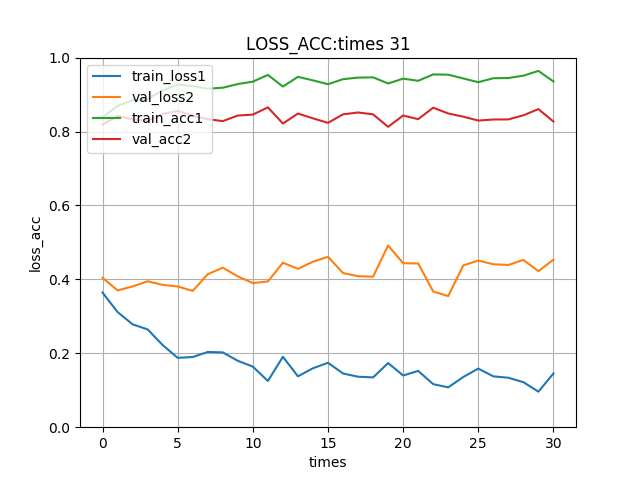 LOSS_ACC:times 31
1.0
0.8
0.6
0.4
0.2
0.0
loss_acc
train_loss1
val_loss2
train_acc1
val_acc2
0 5 10 15 20 25 30
times